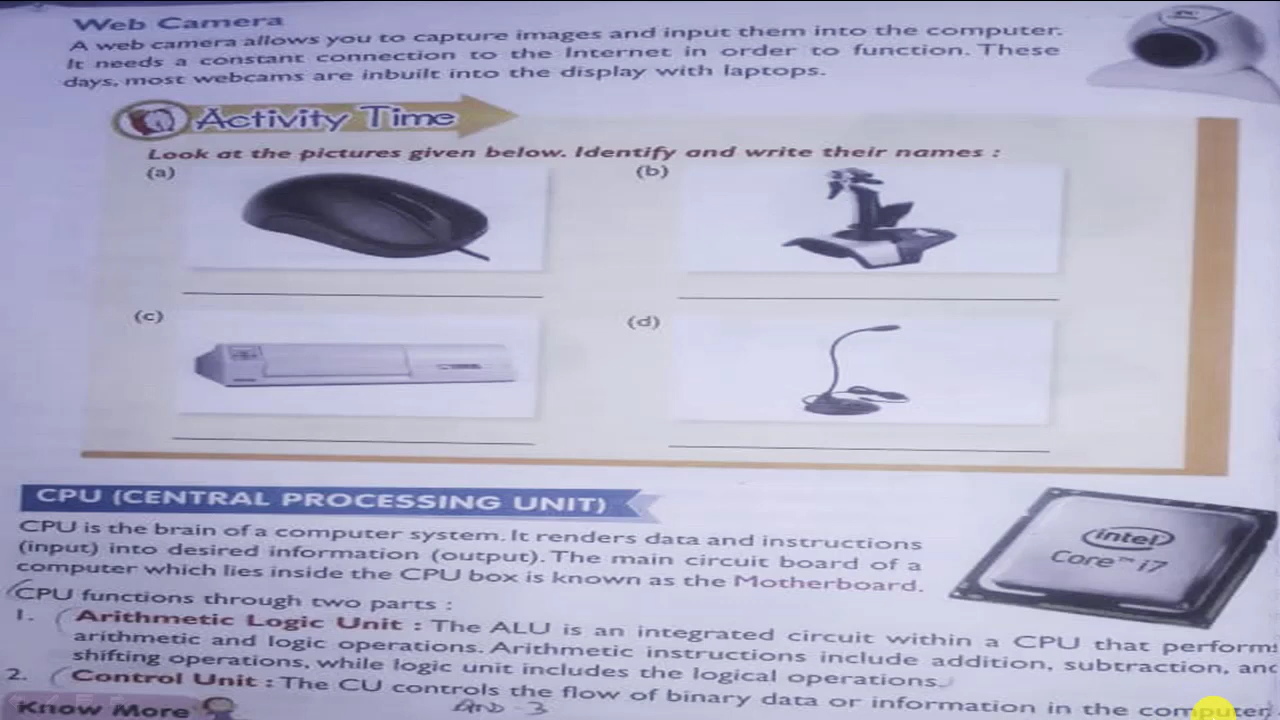 Web Camera
A web camera allows you to capture images and input them into the computer.
It needs a constant connection to the Internet in order to function. These
days, most webcams are inbuilt into the display with laptops.
Activity Time
Look at the pictures given below. Identify and write their names :
(a)
(b)
(c)
(d)
CPU (CENTRAL PROCESSING UNIT)
CPU is the brain of a computer system. It renders data and instructions
(input) into desired information (output). The main circuit board of a
computer which lies inside the CPU box is known as the Motherboard.
intel
Core™ i7
CPU functions through two parts :
1. Arithmetic Logic Unit : The ALU is an integrated circuit within a CPU that performs
arithmetic and logic operations. Arithmetic instructions include addition, subtraction, and
shifting operations, while logic unit includes the logical operations.
2. Control Unit : The CU controls the flow of binary data or information in the computer.
Know More
Ans - 3